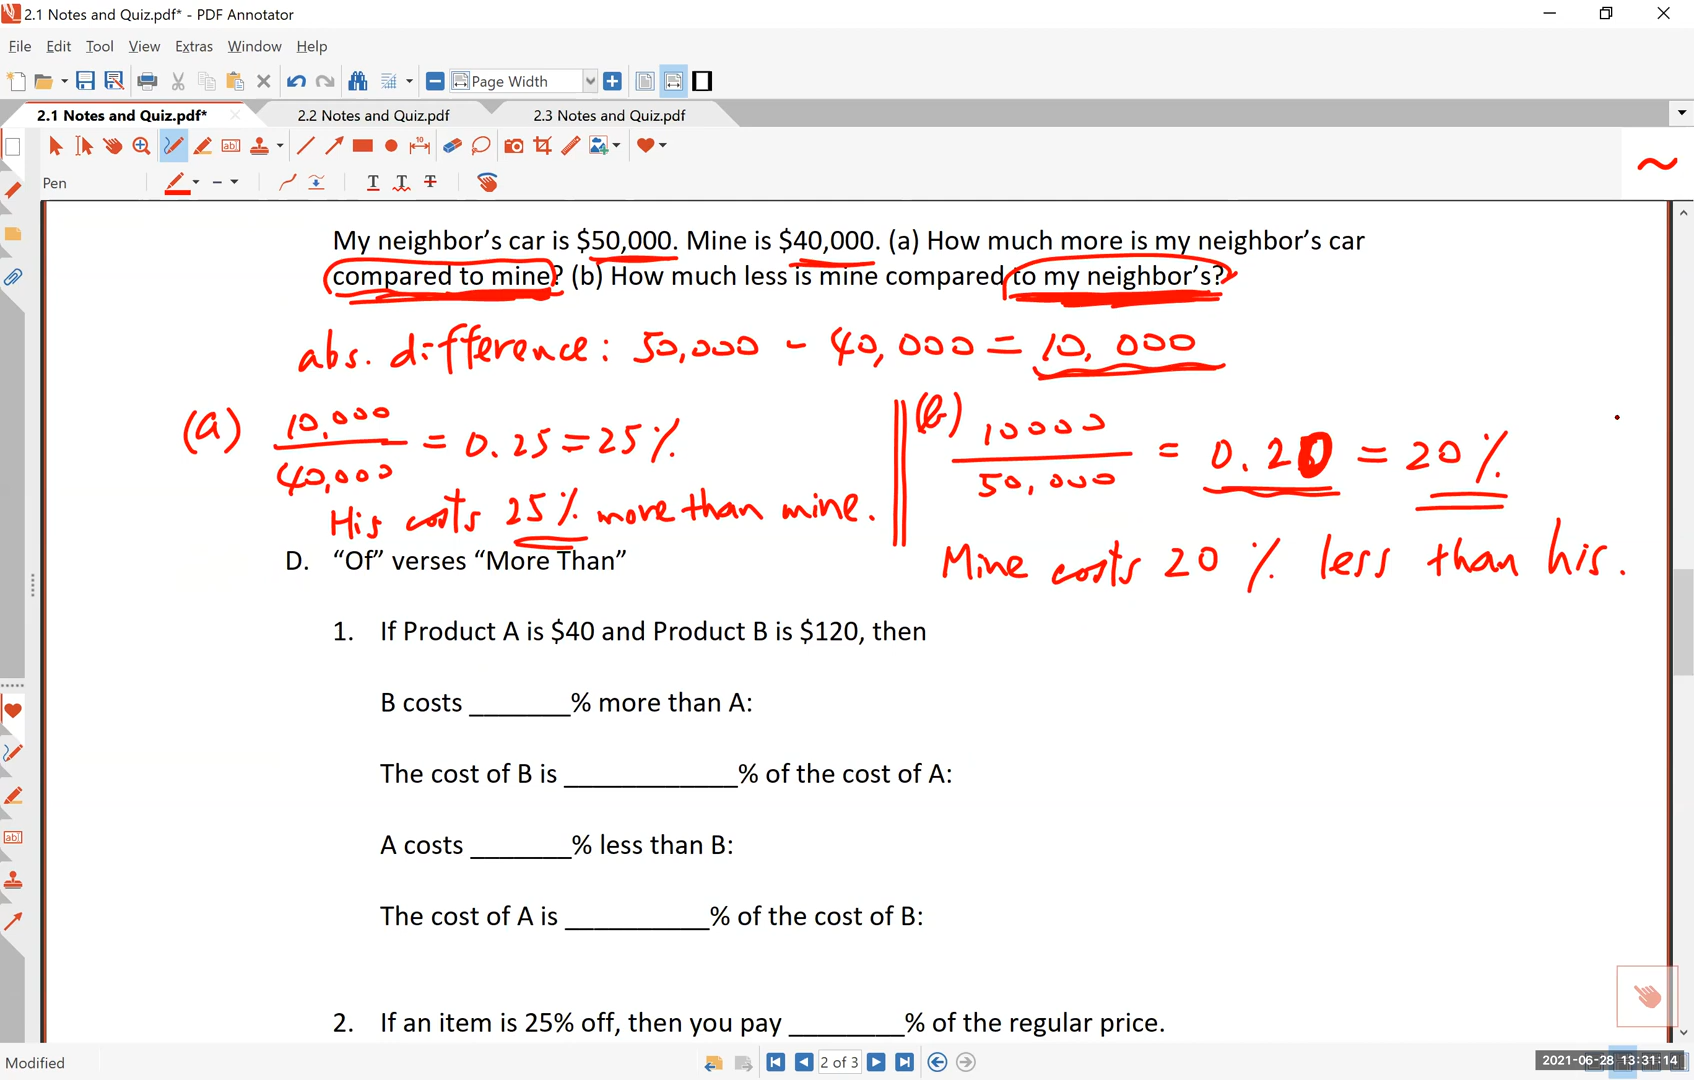 2.1 Notes and Quiz.pdf* - PDF Annotator
File Edit Tool View Extras Window Help
Page Width
2.1 Notes and Quiz.pdf* 2.2 Notes and Quiz.pdf 2.3 Notes and Quiz.pdf
Pen
My neighbor's car is $50,000. Mine is $40,000. (a) How much more is my neighbor's car
compared to mine? (b) How much less is mine compared to my neighbor's?
abs. difference: 50,000 - 40,000 = 10,000
(a) 10,000 / 40,000 = 0.25 = 25%
His costs 25% more than mine.
(b) 10000 / 50,000 = 0.20 = 20%
Mine costs 20% less than his.
D. "Of" verses "More Than"
1. If Product A is $40 and Product B is $120, then
B costs _______% more than A:
The cost of B is ____________% of the cost of A:
A costs _______% less than B:
The cost of A is __________% of the cost of B:
2. If an item is 25% off, then you pay ________% of the regular price.
Modified 2 of 3 2021-06-28 13:31:14